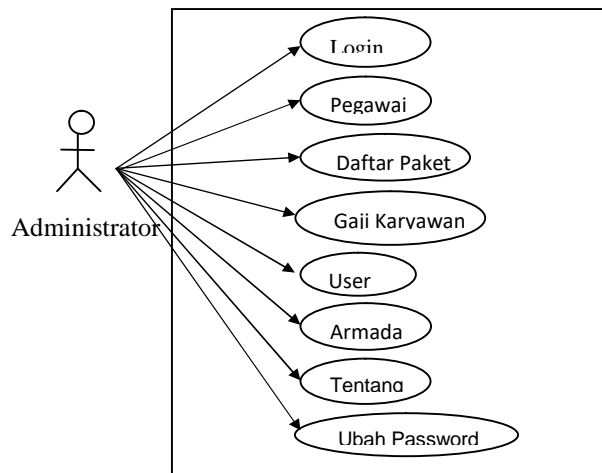 Login
Pegawai
Daftar Paket
Gaji Karyawan
Administrator
User
Armada
Tentang
Ubah Password